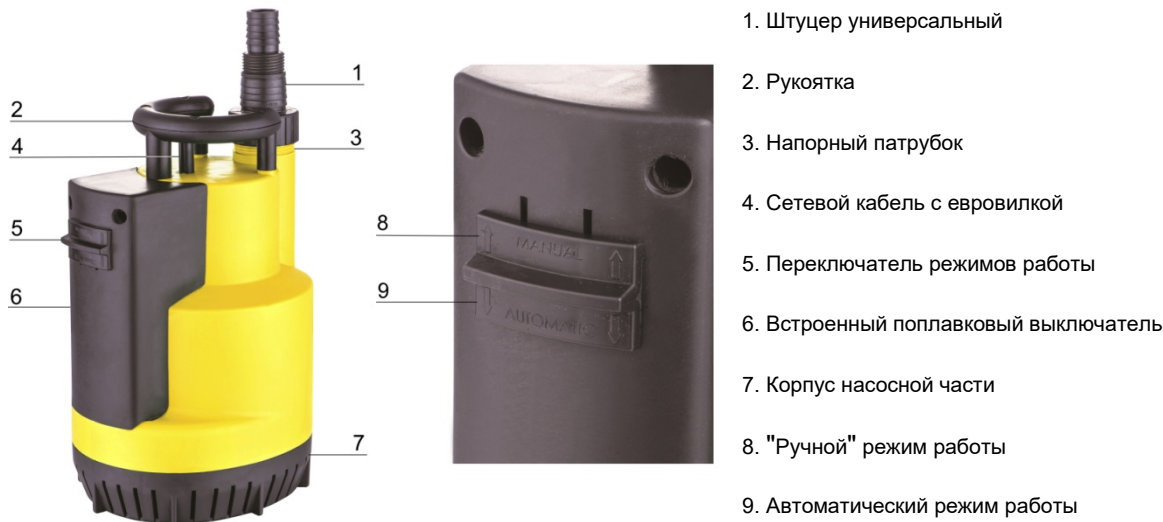 1
2
3
4
5
6
7
8
9
MANUAL
1. Штуцер универсальный
2. Рукоятка
3. Напорный патрубок
4. Сетевой кабель с евровилкой
5. Переключатель режимов работы
6. Встроенный поплавковый выключатель
7. Корпус насосной части
8. "Ручной" режим работы
9. Автоматический режим работы